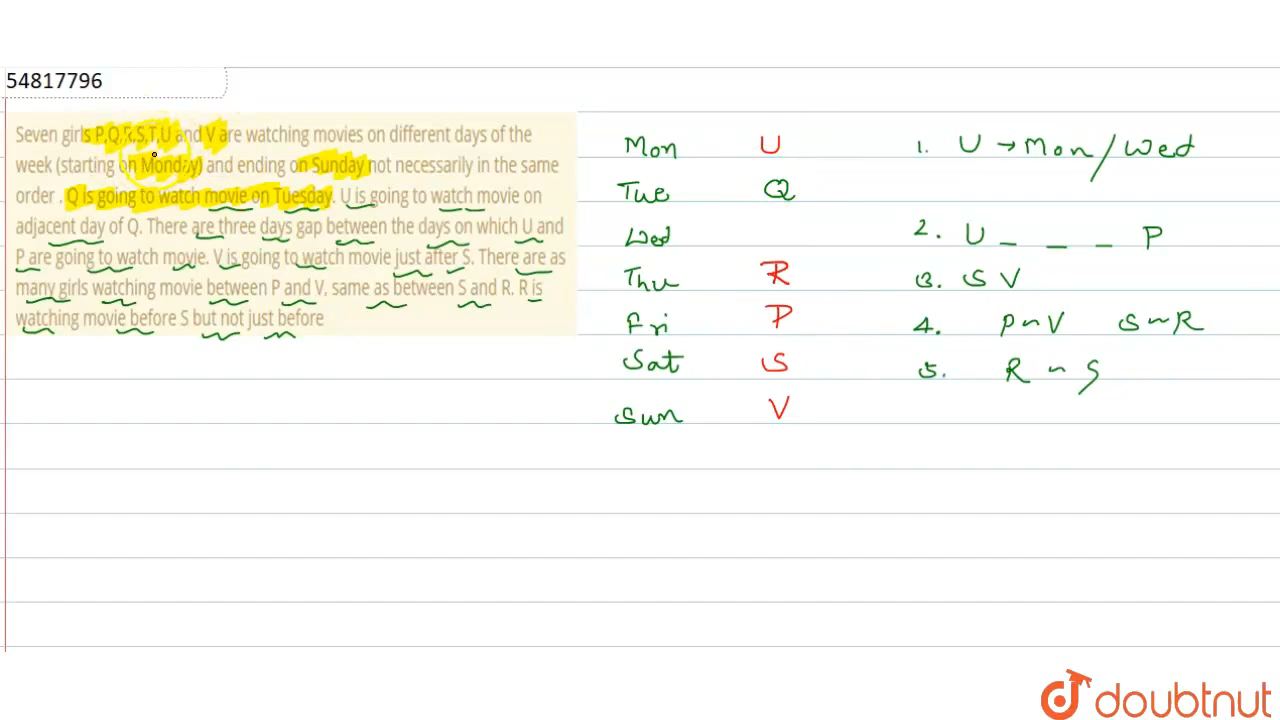 54817796
Seven girls P,Q,R,S,T,U and V are watching movies on different days of the
week (starting on Monday) and ending on Sunday not necessarily in the same
order . Q is going to watch movie on Tuesday. U is going to watch movie on
adjacent day of Q. There are three days gap between the days on which U and
P are going to watch movie. V is going to watch movie just after S. There are as
many girls watching movie between P and V, same as between S and R. R is
watching movie before S but not just before
Mon U
Tue Q
Wed
Thu R
Fri P
Sat S
Sun V
1. U → Mon / Wed
2. U _ _ _ P
3. S V
4. P ~ V S ~ R
5. R ~ S
doubtnut